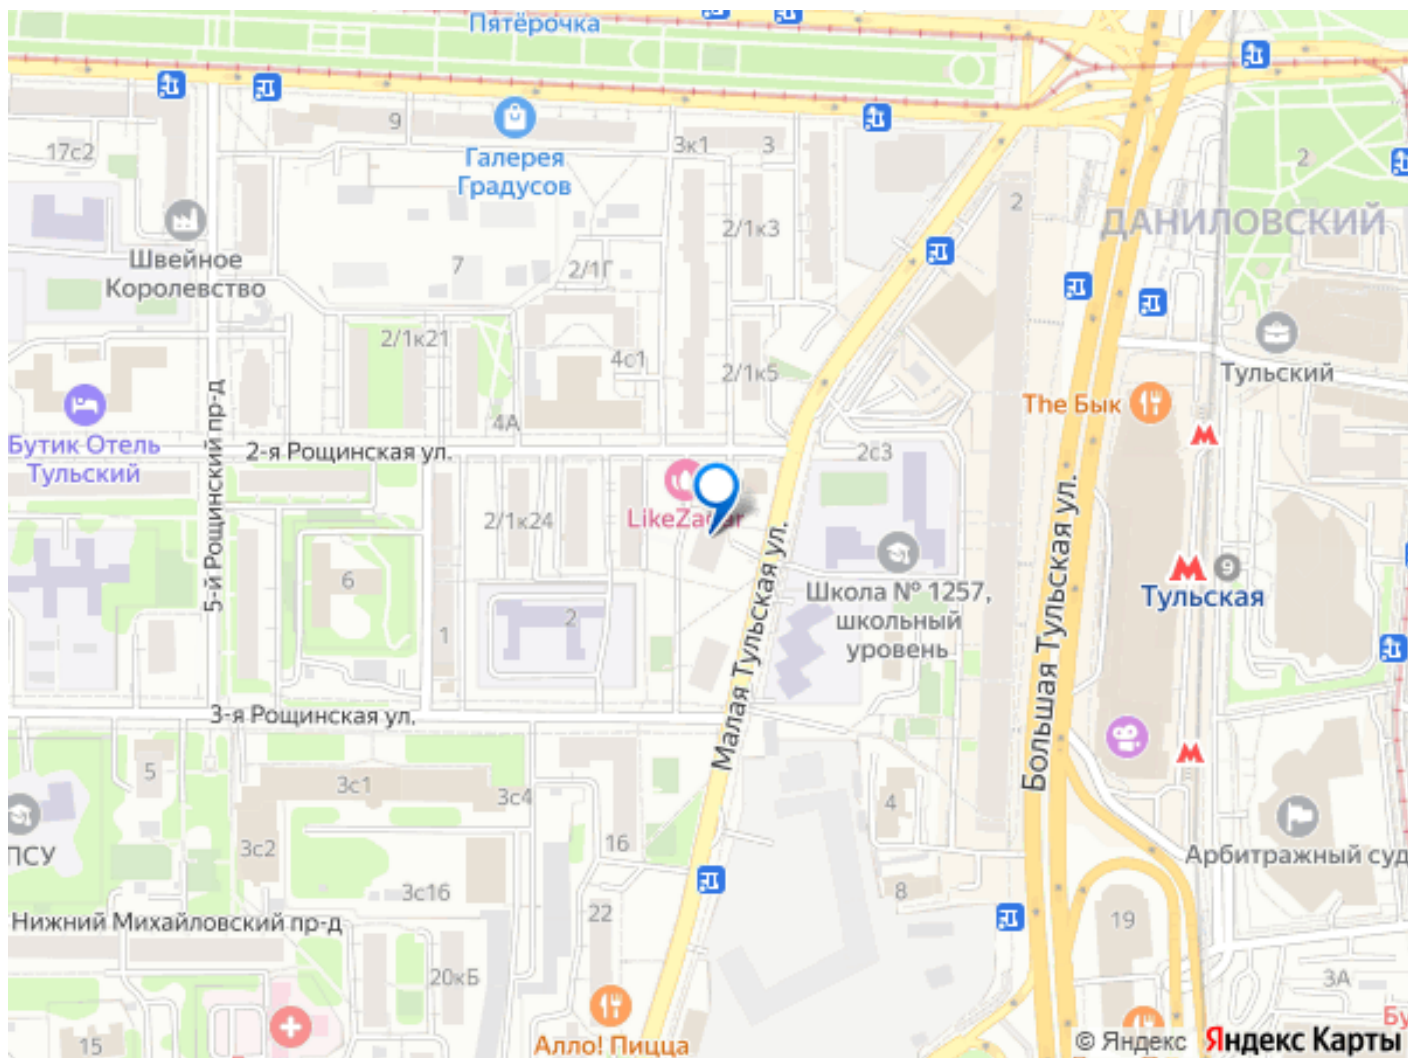 Пятёрочка
9
17с2
3к1
3
Галерея
Градусов
2
2
2/1к3
ДАНИЛОВСКИЙ
Швейное
Королевство
7
2/1Г
2/1к21
4с1
2/1к5
Тульский
The Бык
4А
Бутик Отель
Тульский
5-й Рощинский пр-д
2-я Рощинская ул.
2с3
2/1к24
LikeZa
Малая Тульская ул.
Большая Тульская ул.
9
Тульская
6
Школа № 1257,
школьный
уровень
2
1
3-я Рощинская ул.
5
3с1
3с4
4
16
3с2
ПСУ
Арбитражный суд
3с16
8
Нижний Михайловский пр-д
22
19
20кБ
3А
15
Алло! Пицца
Бу
© Яндекс Яндекс Карты